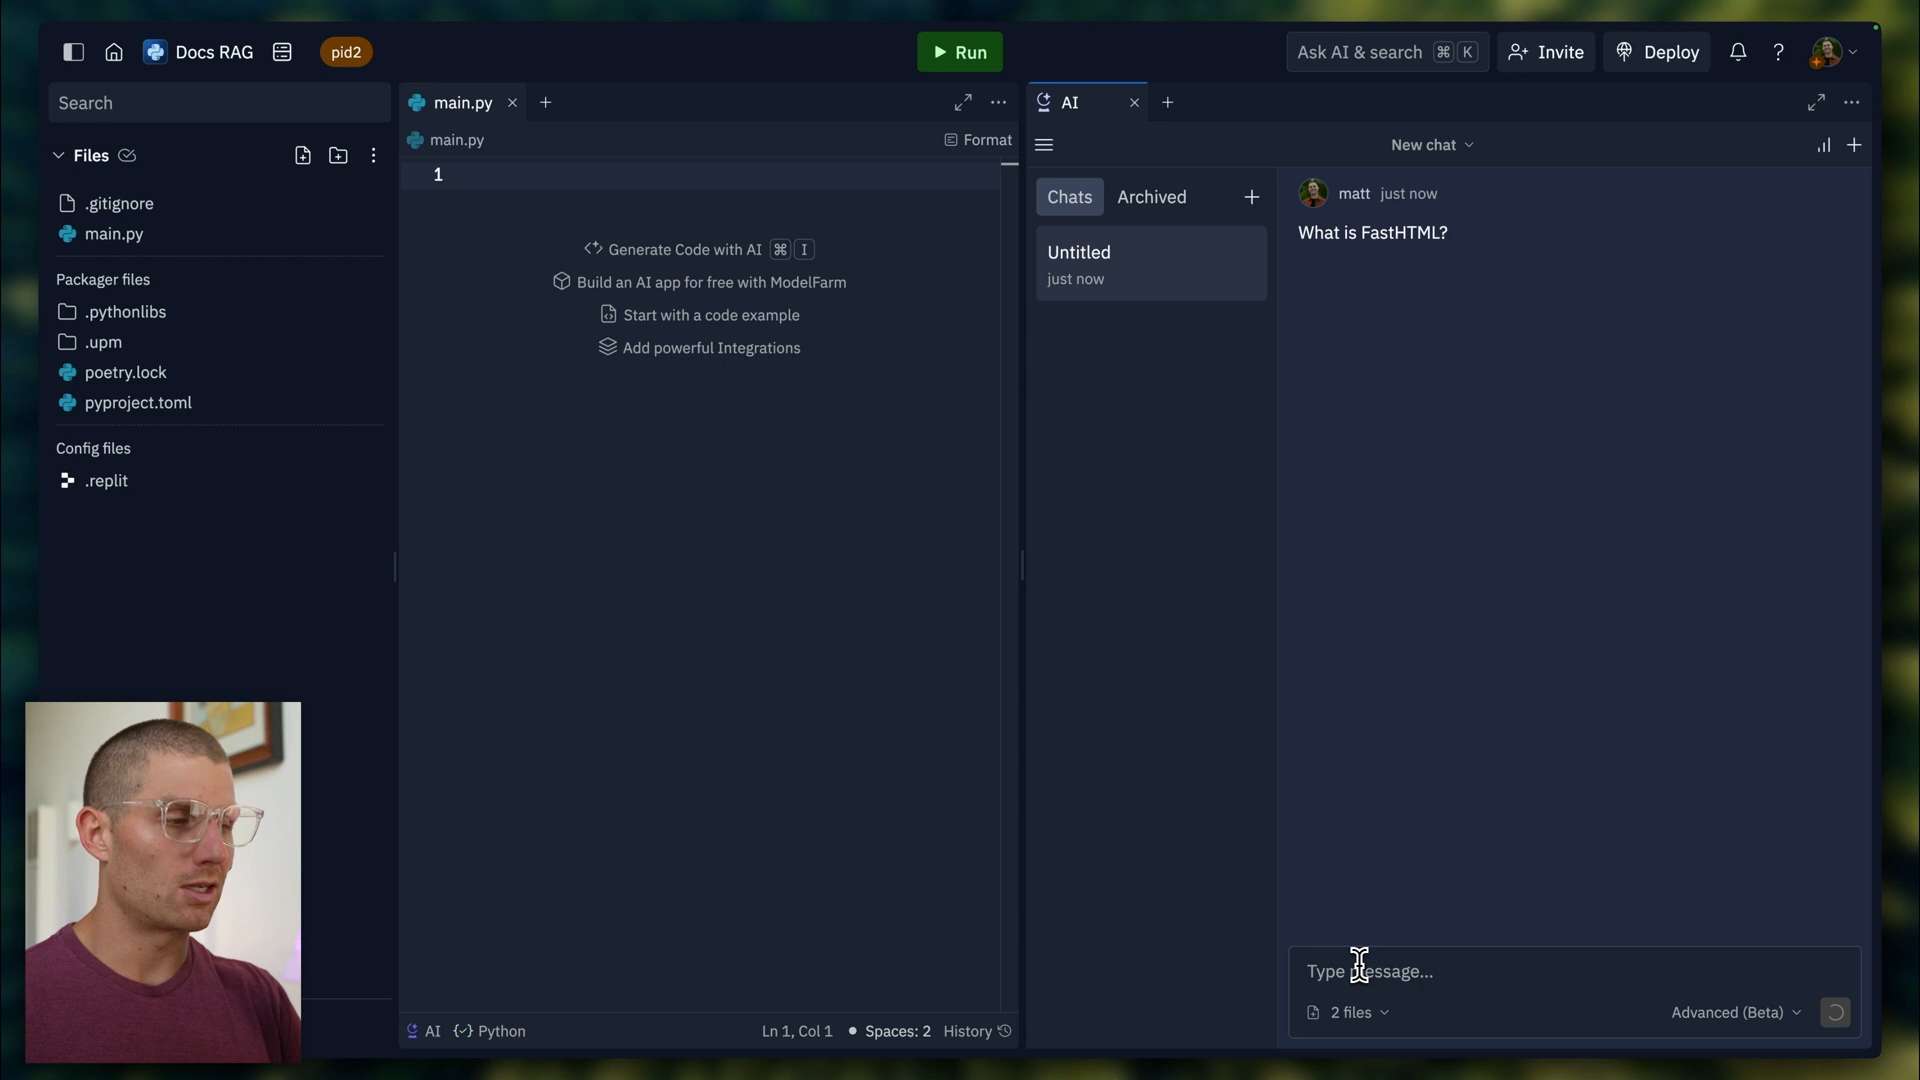 Docs RAG
pid2
Run
Ask AI & search ⌘ K
Invite
Deploy
?
Search
Files
.gitignore
main.py
Packager files
.pythonlibs
.upm
poetry.lock
pyproject.toml
Config files
.replit
main.py
main.py
Format
1
Generate Code with AI ⌘ I
Build an AI app for free with ModelFarm
Start with a code example
Add powerful Integrations
AI
Python
Ln 1, Col 1
Spaces: 2
History
AI
New chat
Chats
Archived
Untitled
just now
matt just now
What is FastHTML?
Type message...
2 files
Advanced (Beta)